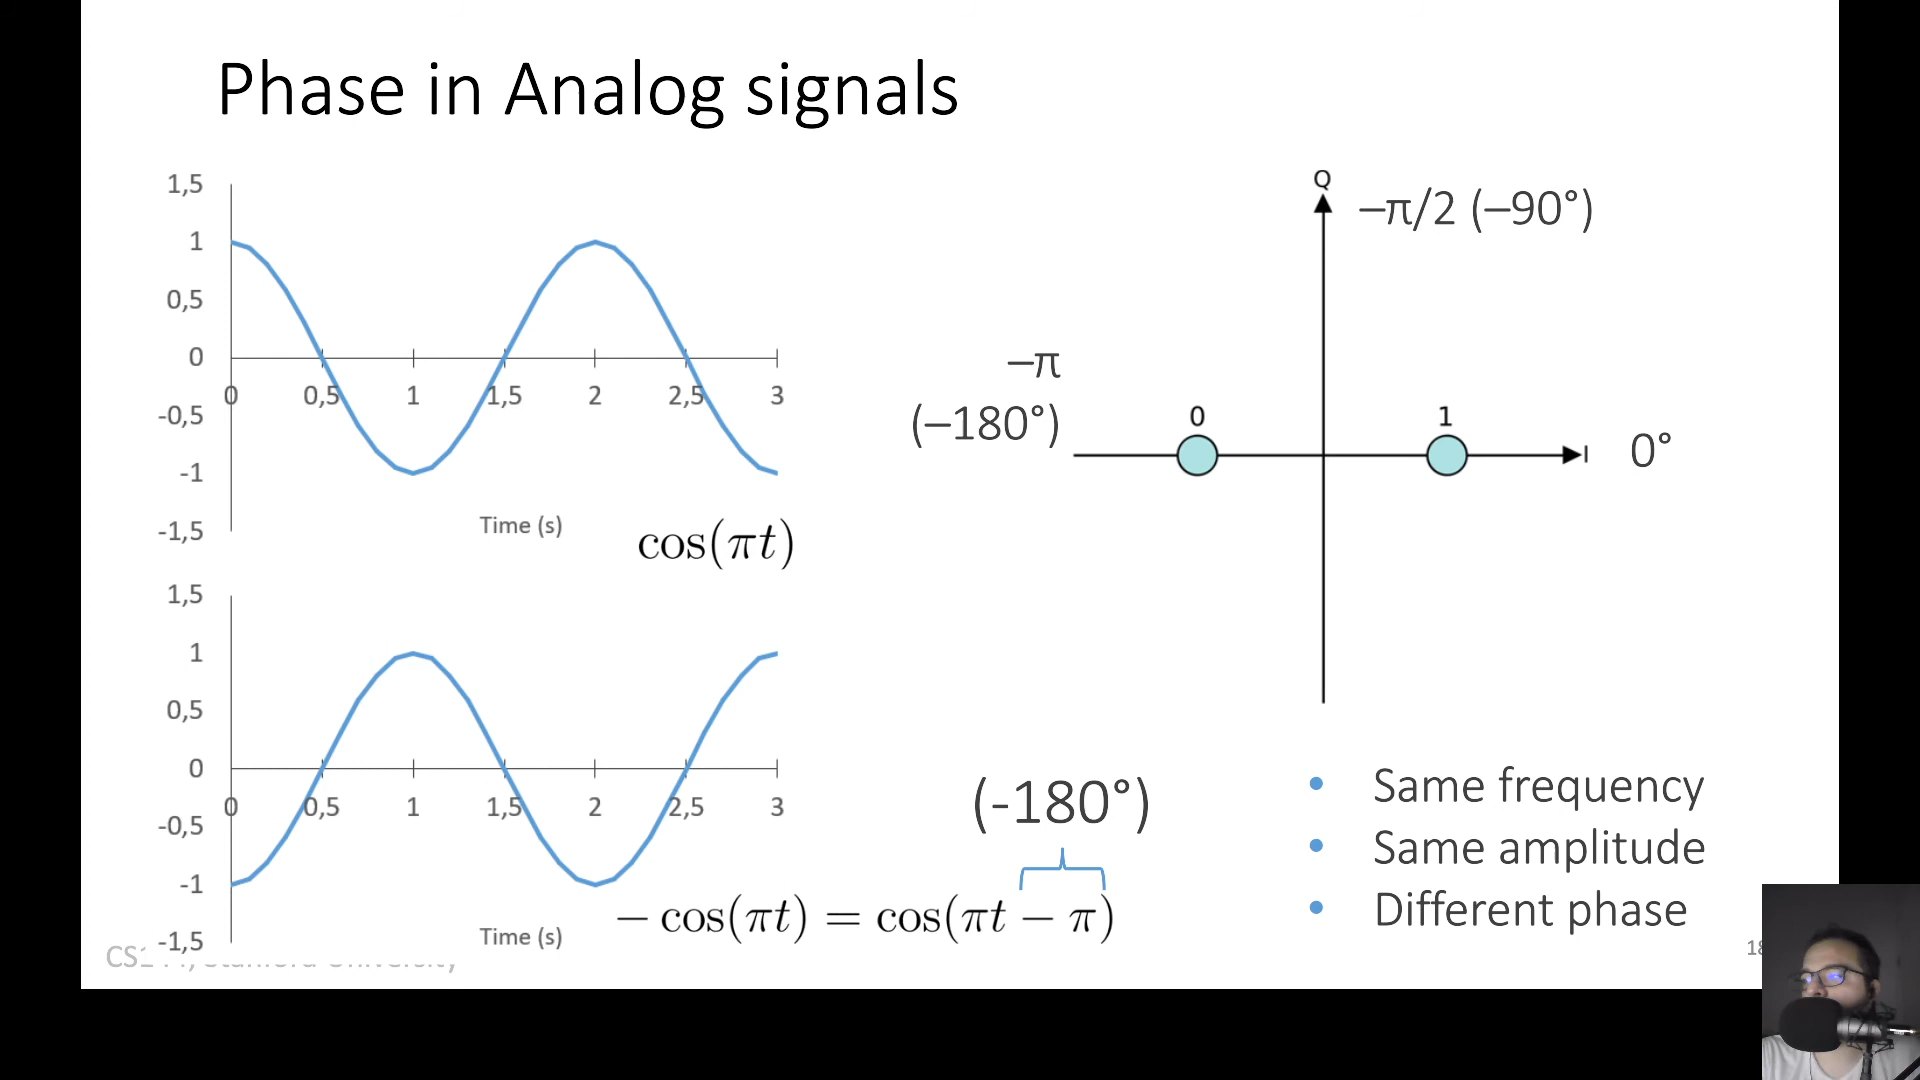 Phase in Analog signals
1,5
1
0,5
0
-0,5
-1
-1,5
0 0,5 1 1,5 2 2,5 3
Time (s)
cos(πt)
Q
–π/2 (–90°)
–π
(–180°)
0
1
I
0°
1,5
1
0,5
0
-0,5
-1
-1,5
0 0,5 1 1,5 2 2,5 3
Time (s)
(-180°)
− cos(πt) = cos(πt − π)
• Same frequency
• Same amplitude
• Different phase